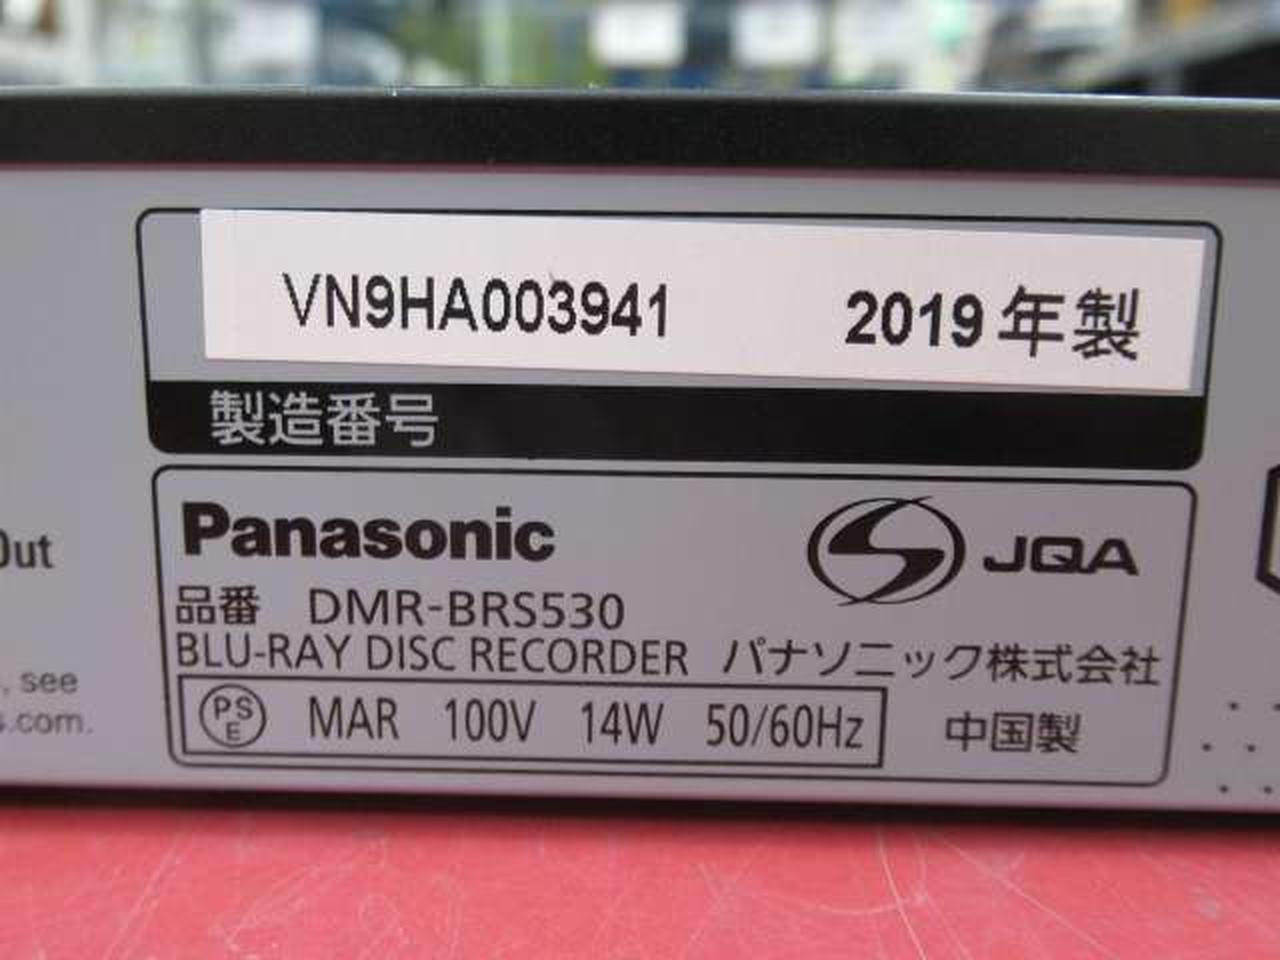 VN9HA003941 2019年製
製造番号
Panasonic JQA
品番 DMR-BRS530
BLU-RAY DISC RECORDER パナソニック株式会社
PSE MAR 100V 14W 50/60Hz 中国製
Out
, see
s.com.